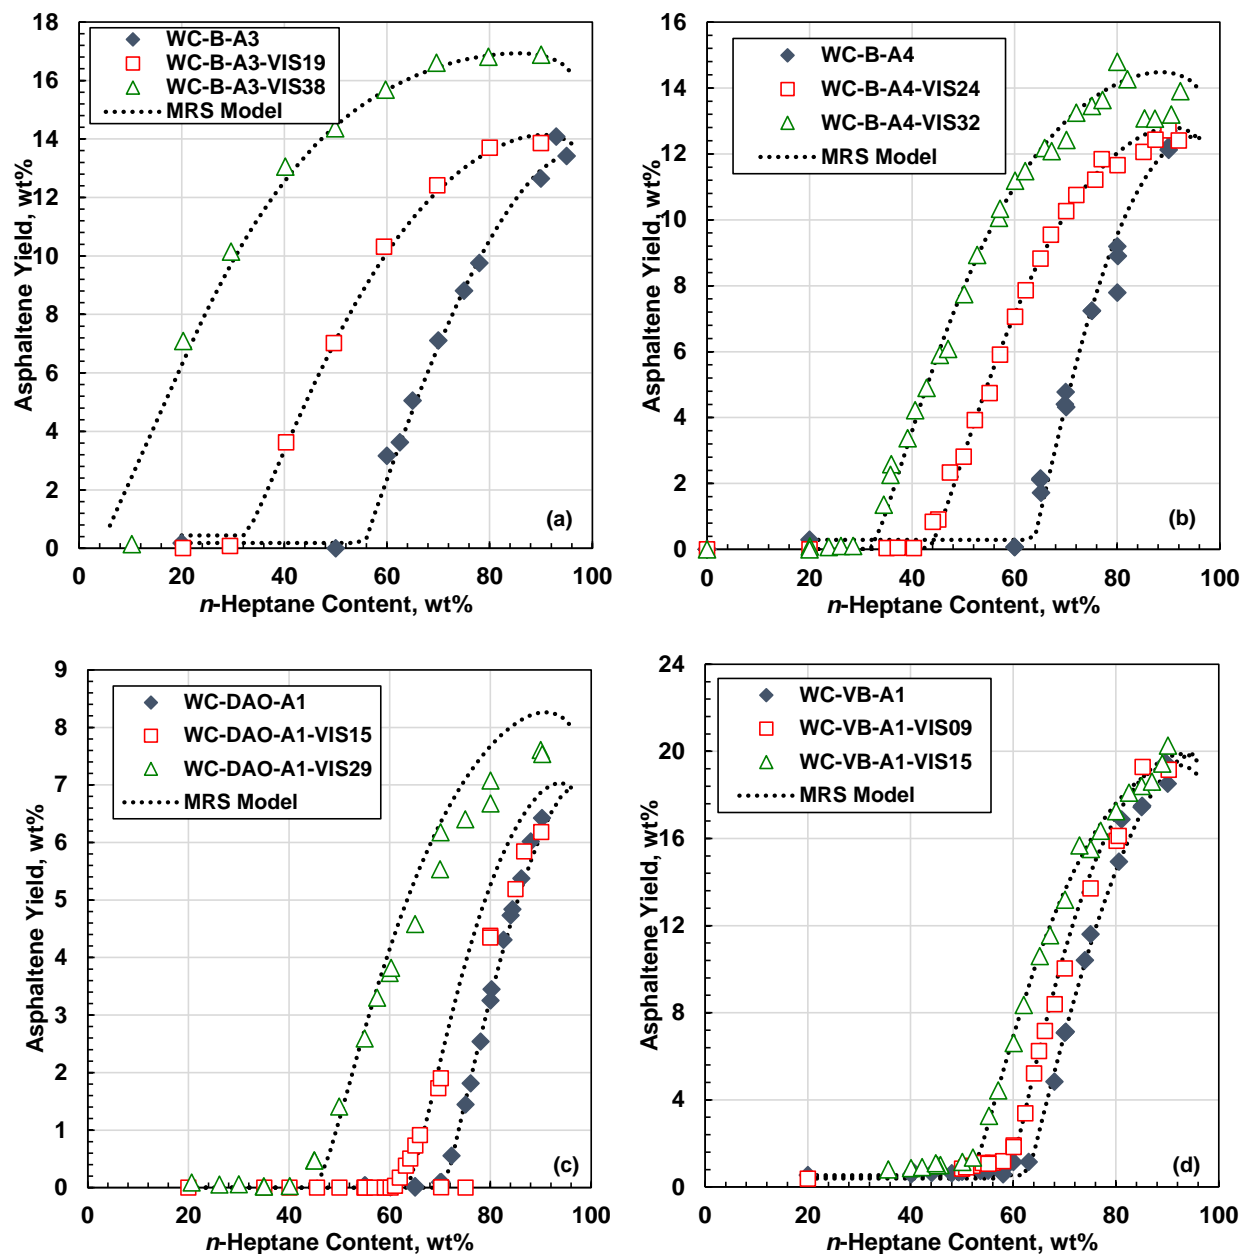 18
16
14
12
10
8
6
4
2
0
Asphaltene Yield, wt%
WC-B-A3
WC-B-A3-VIS19
WC-B-A3-VIS38
MRS Model
(a)
0 20 40 60 80 100
n-Heptane Content, wt%
16
14
12
10
8
6
4
2
0
Asphaltene Yield, wt%
WC-B-A4
WC-B-A4-VIS24
WC-B-A4-VIS32
MRS Model
(b)
0 20 40 60 80 100
n-Heptane Content, wt%
9
8
7
6
5
4
3
2
1
0
Asphaltene Yield, wt%
WC-DAO-A1
WC-DAO-A1-VIS15
WC-DAO-A1-VIS29
MRS Model
(c)
0 20 40 60 80 100
n-Heptane Content, wt%
24
20
16
12
8
4
0
Asphaltene Yield, wt%
WC-VB-A1
WC-VB-A1-VIS09
WC-VB-A1-VIS15
MRS Model
(d)
0 20 40 60 80 100
n-Heptane Content, wt%